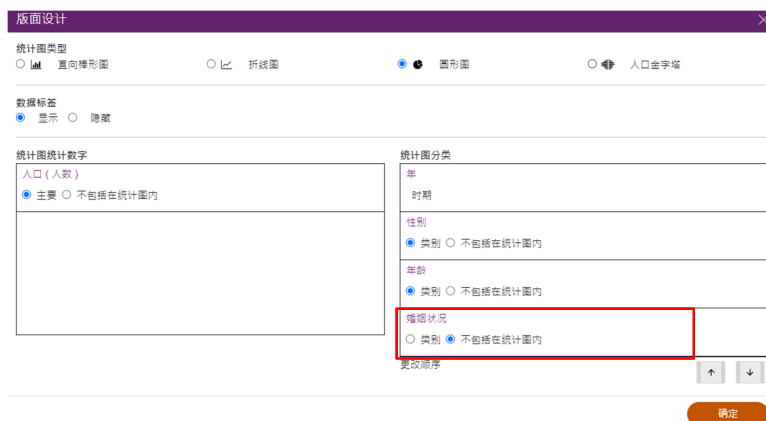 版面设计
统计图类型
直向棒形图 折线图 圆形图 人口金字塔
数据标签
显示 隐藏
统计图统计数字
人口 ( 人数 )
主要 不包括在统计图内
统计图分类
年
时期
性别
类别 不包括在统计图内
年龄
类别 不包括在统计图内
婚姻状况
类别 不包括在统计图内
更改顺序
确定